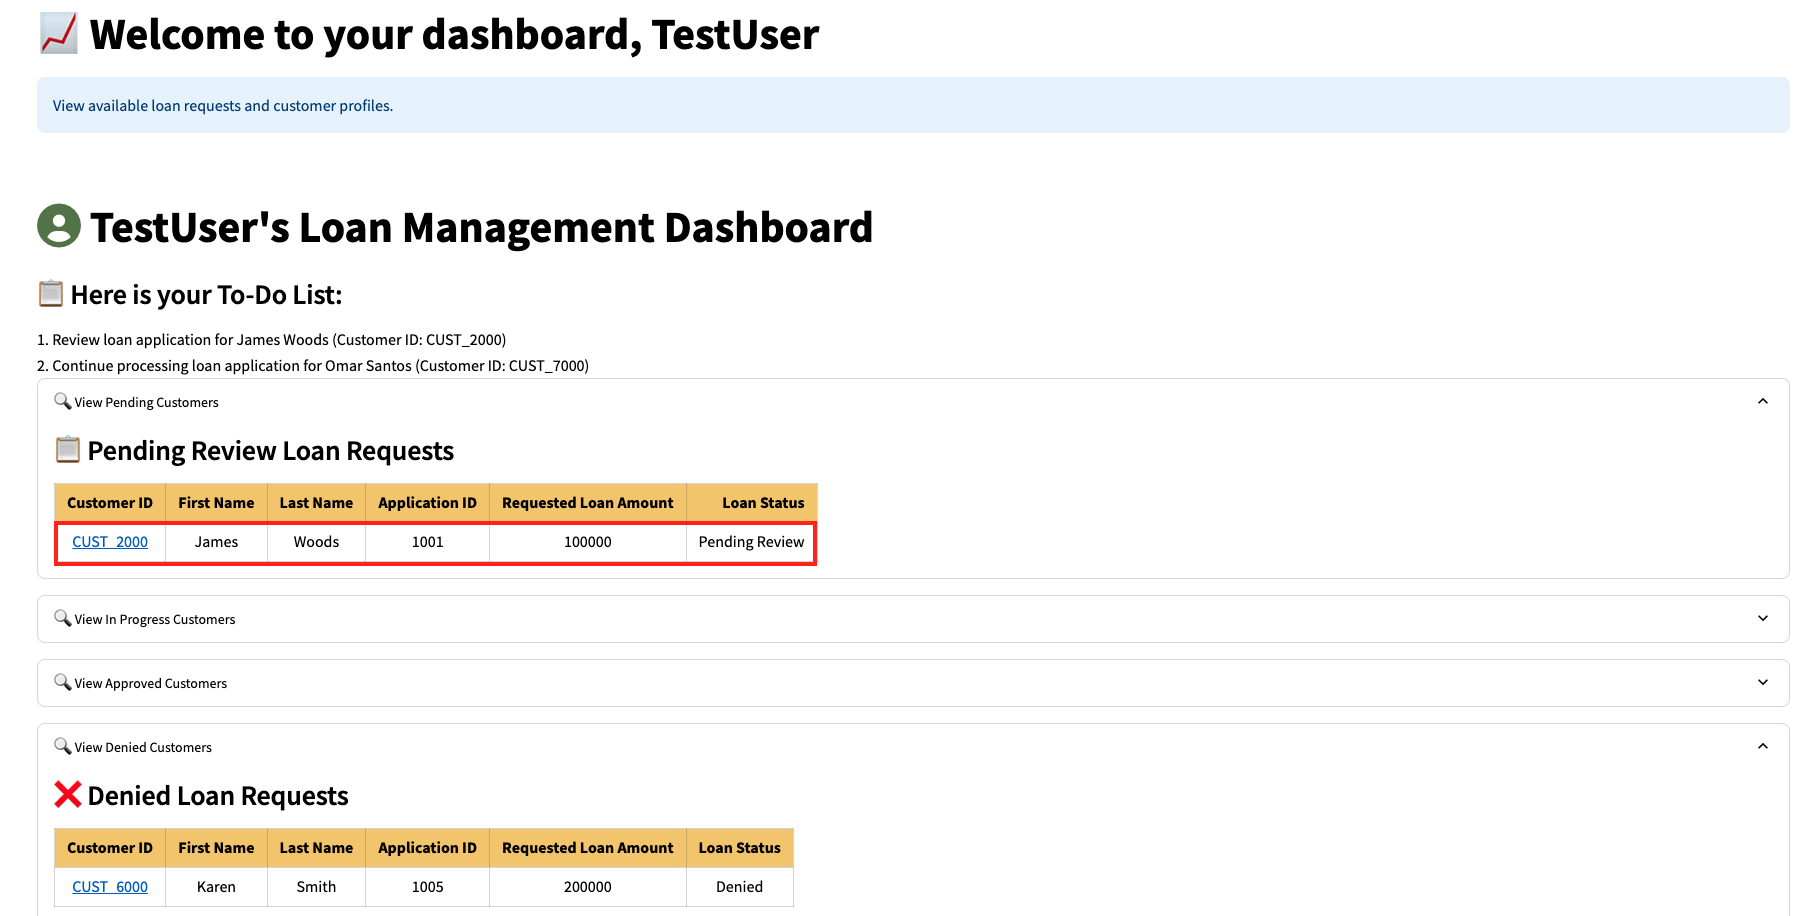 Welcome to your dashboard, TestUser
View available loan requests and customer profiles.
TestUser's Loan Management Dashboard
Here is your To-Do List:
1. Review loan application for James Woods (Customer ID: CUST_2000)
2. Continue processing loan application for Omar Santos (Customer ID: CUST_7000)
View Pending Customers
Pending Review Loan Requests
Customer ID First Name Last Name Application ID Requested Loan Amount Loan Status
CUST_2000 James Woods 1001 100000 Pending Review
View In Progress Customers
View Approved Customers
View Denied Customers
Denied Loan Requests
Customer ID First Name Last Name Application ID Requested Loan Amount Loan Status
CUST_6000 Karen Smith 1005 200000 Denied